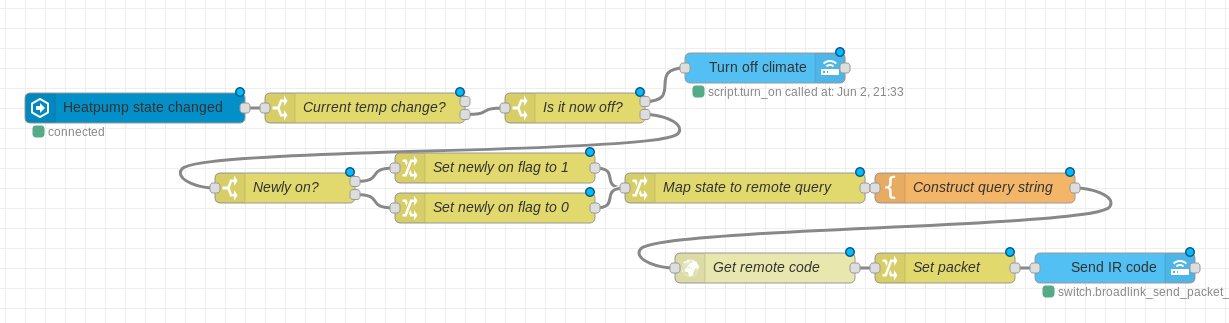 Turn off climate
script.turn_on called at: Jun 2, 21:33
Heatpump state changed
Current temp change?
Is it now off?
connected
Set newly on flag to 1
Newly on?
Map state to remote query
Construct query string
Set newly on flag to 0
Get remote code
Set packet
Send IR code
switch.broadlink_send_packet_